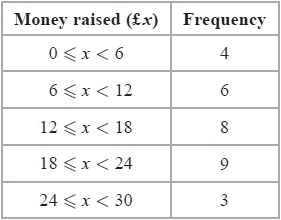 Money raised (£x) Frequency
0 ⩽ x < 6 4
6 ⩽ x < 12 6
12 ⩽ x < 18 8
18 ⩽ x < 24 9
24 ⩽ x < 30 3